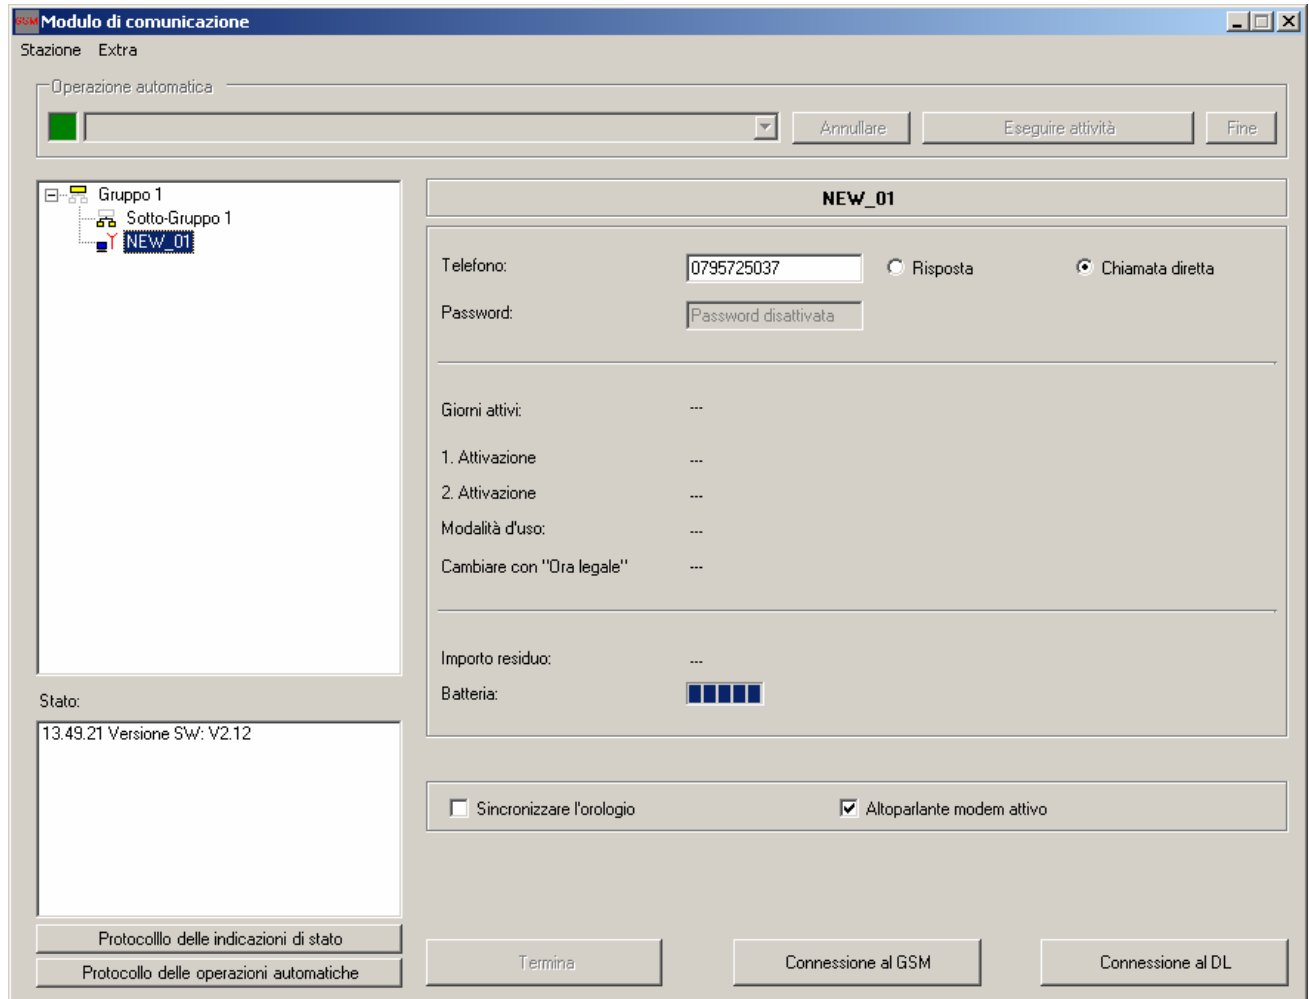 GSM Modulo di comunicazione
Stazione Extra
Operazione automatica
Annullare Eseguire attività Fine
Gruppo 1
Sotto-Gruppo 1
NEW_01
NEW_01
Telefono: 0795725037 Risposta Chiamata diretta
Password: Password disattivata
Giorni attivi: ---
1. Attivazione ---
2. Attivazione ---
Modalità d'uso: ---
Cambiare con "Ora legale" ---
Importo residuo: ---
Batteria:
Stato:
13.49.21 Versione SW: V2.12
Sincronizzare l'orologio Altoparlante modem attivo
Protocolllo delle indicazioni di stato
Protocollo delle operazioni automatiche
Termina Connessione al GSM Connessione al DL